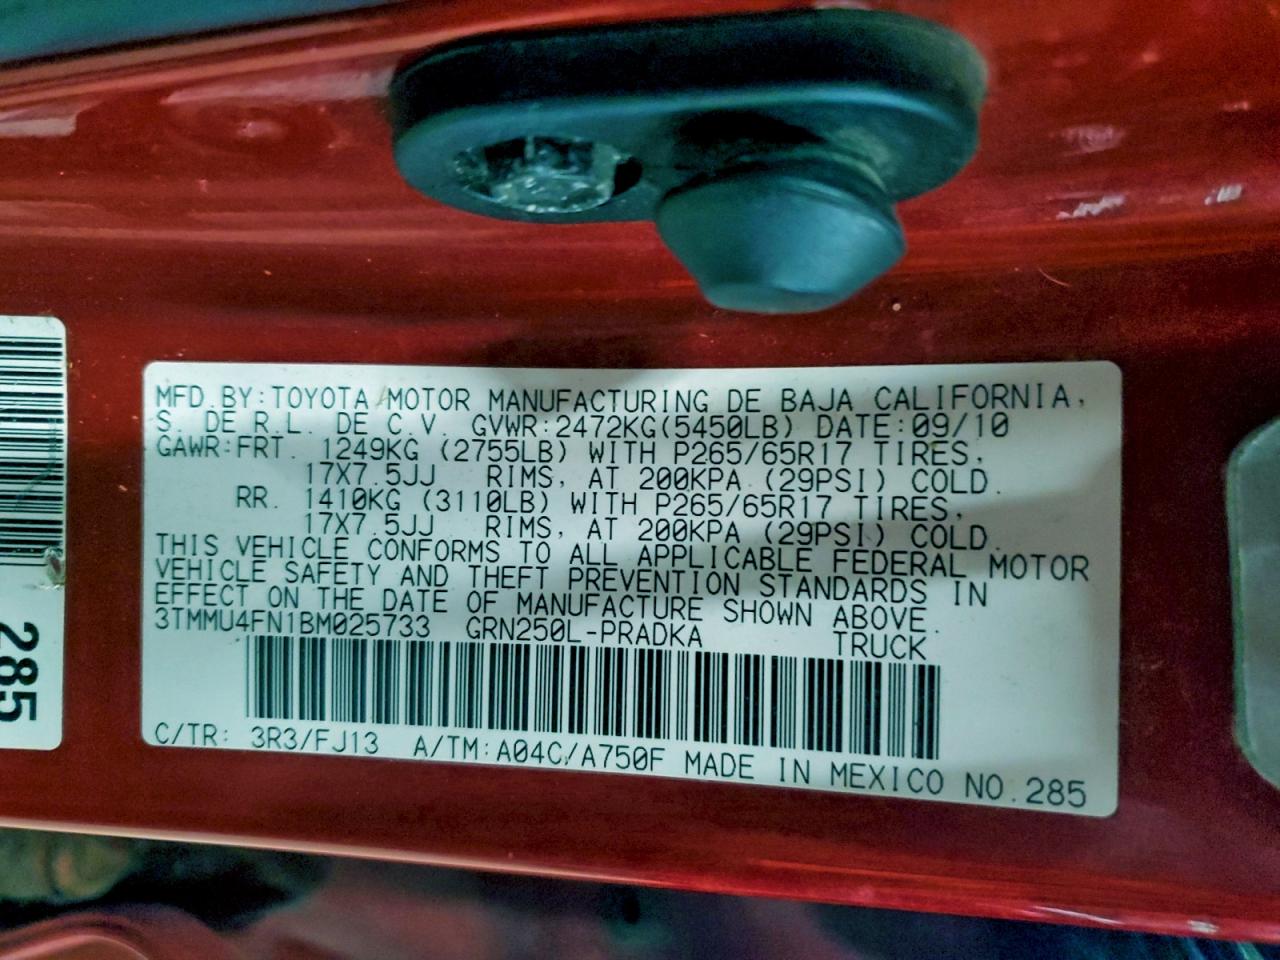 MFD.BY:TOYOTA MOTOR MANUFACTURING DE BAJA CALIFORNIA,
S. DE R.L. DE C.V. GVWR:2472KG(5450LB) DATE:09/10
GAWR:FRT. 1249KG (2755LB) WITH P265/65R17 TIRES,
17X7.5JJ RIMS, AT 200KPA (29PSI) COLD.
RR. 1410KG (3110LB) WITH P265/65R17 TIRES,
17X7.5JJ RIMS, AT 200KPA (29PSI) COLD.
THIS VEHICLE CONFORMS TO ALL APPLICABLE FEDERAL MOTOR
VEHICLE SAFETY AND THEFT PREVENTION STANDARDS IN
EFFECT ON THE DATE OF MANUFACTURE SHOWN ABOVE.
3TMMU4FN1BM025733 GRN250L-PRADKA TRUCK
C/TR: 3R3/FJ13 A/TM:A04C/A750F MADE IN MEXICO NO.285
285